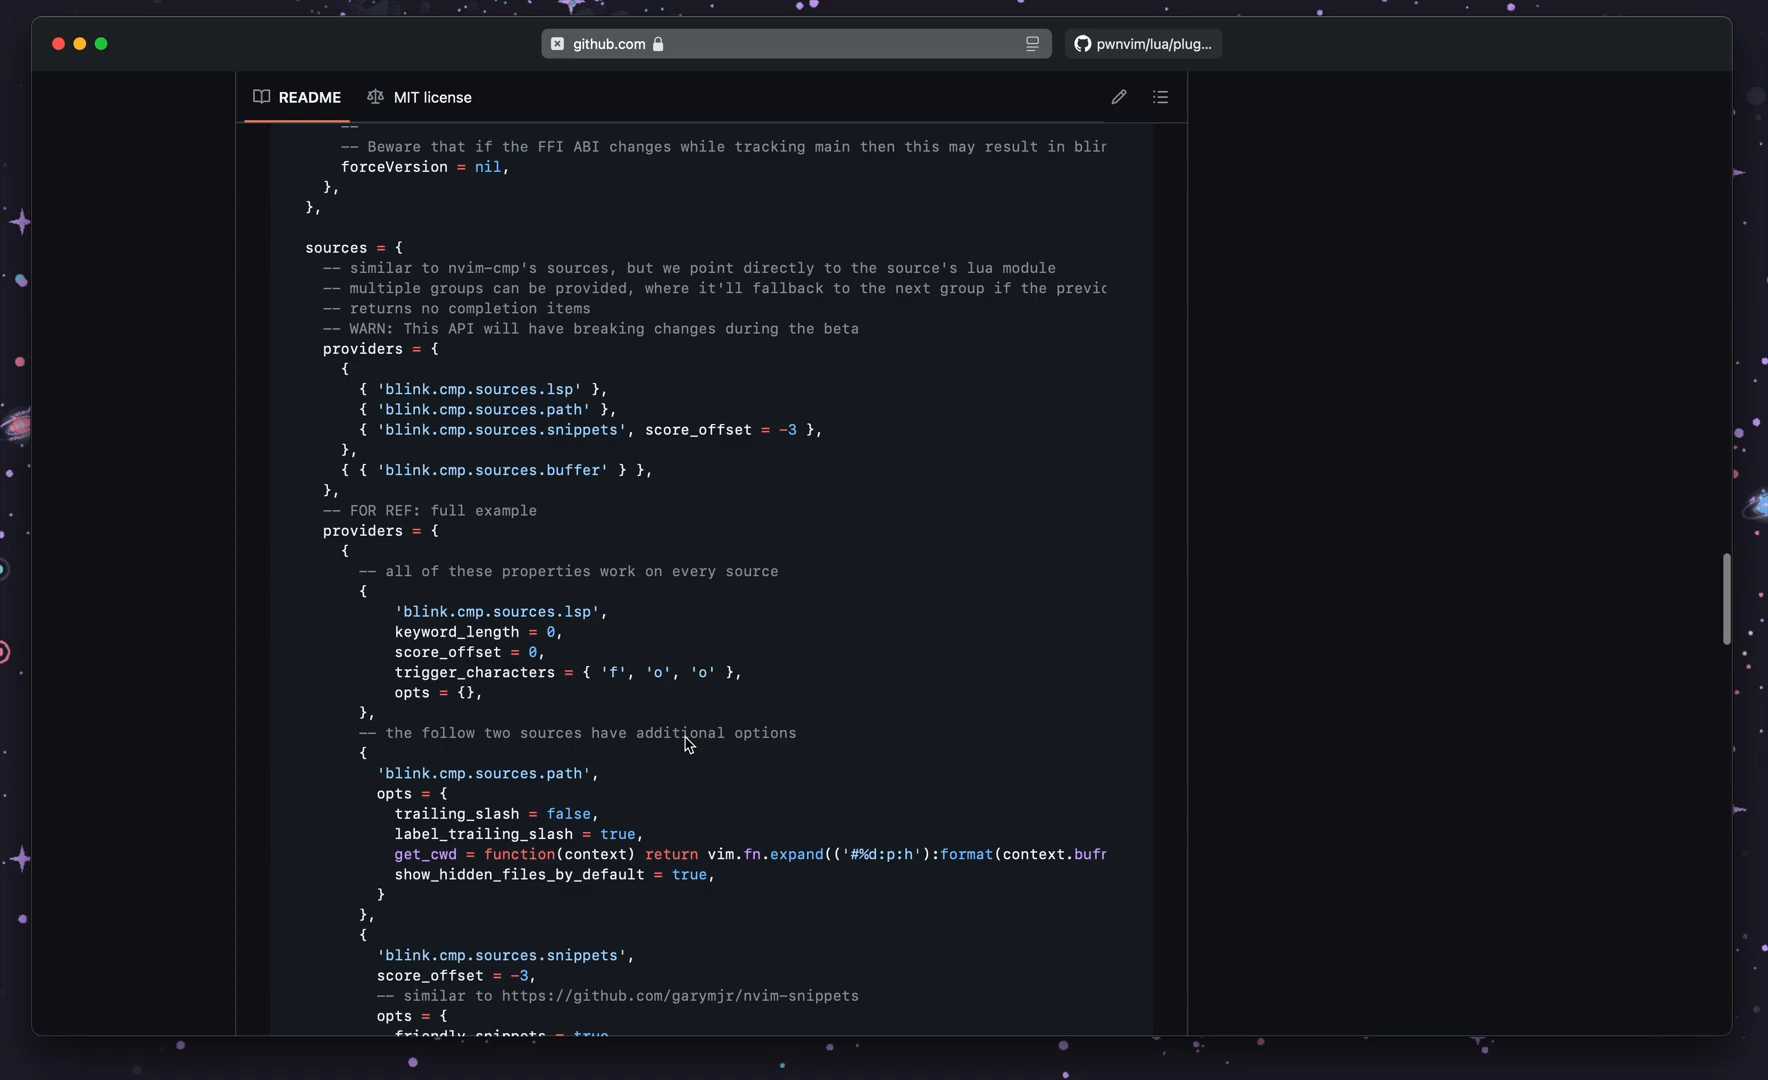 github.com
pwnvim/lua/plug...
README
MIT license
--
-- Beware that if the FFI ABI changes while tracking main then this may result in blin
forceVersion = nil,
},
},
sources = {
-- similar to nvim-cmp's sources, but we point directly to the source's lua module
-- multiple groups can be provided, where it'll fallback to the next group if the previo
-- returns no completion items
-- WARN: This API will have breaking changes during the beta
providers = {
{
{ 'blink.cmp.sources.lsp' },
{ 'blink.cmp.sources.path' },
{ 'blink.cmp.sources.snippets', score_offset = -3 },
},
{ { 'blink.cmp.sources.buffer' } },
},
-- FOR REF: full example
providers = {
{
-- all of these properties work on every source
{
'blink.cmp.sources.lsp',
keyword_length = 0,
score_offset = 0,
trigger_characters = { 'f', 'o', 'o' },
opts = {},
},
-- the follow two sources have additional options
{
'blink.cmp.sources.path',
opts = {
trailing_slash = false,
label_trailing_slash = true,
get_cwd = function(context) return vim.fn.expand(('#%d:p:h'):format(context.bufn
show_hidden_files_by_default = true,
}
},
{
'blink.cmp.sources.snippets',
score_offset = -3,
-- similar to https://github.com/garymjr/nvim-snippets
opts = {
friendly_snippets = true